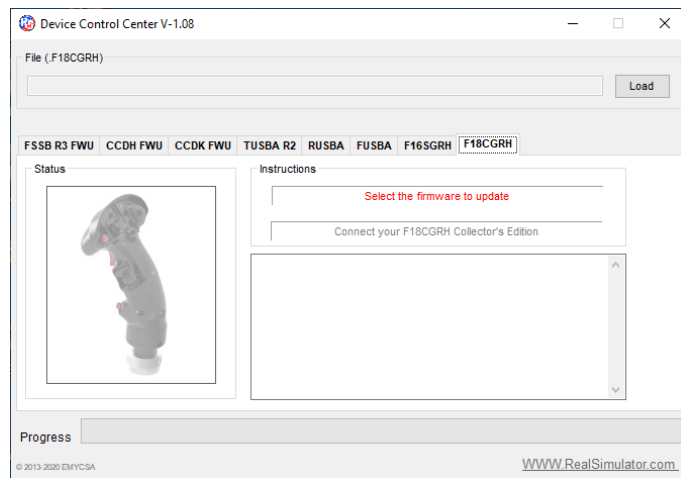 Device Control Center V-1.08
File (.F18CGRH)
Load
FSSB R3 FWU CCDH FWU CCDK FWU TUSBA R2 RUSBA FUSBA F16SGRH F18CGRH
Status
Instructions
Select the firmware to update
Connect your F18CGRH Collector's Edition
Progress
© 2013-2020 EMYCSA
WWW.RealSimulator.com